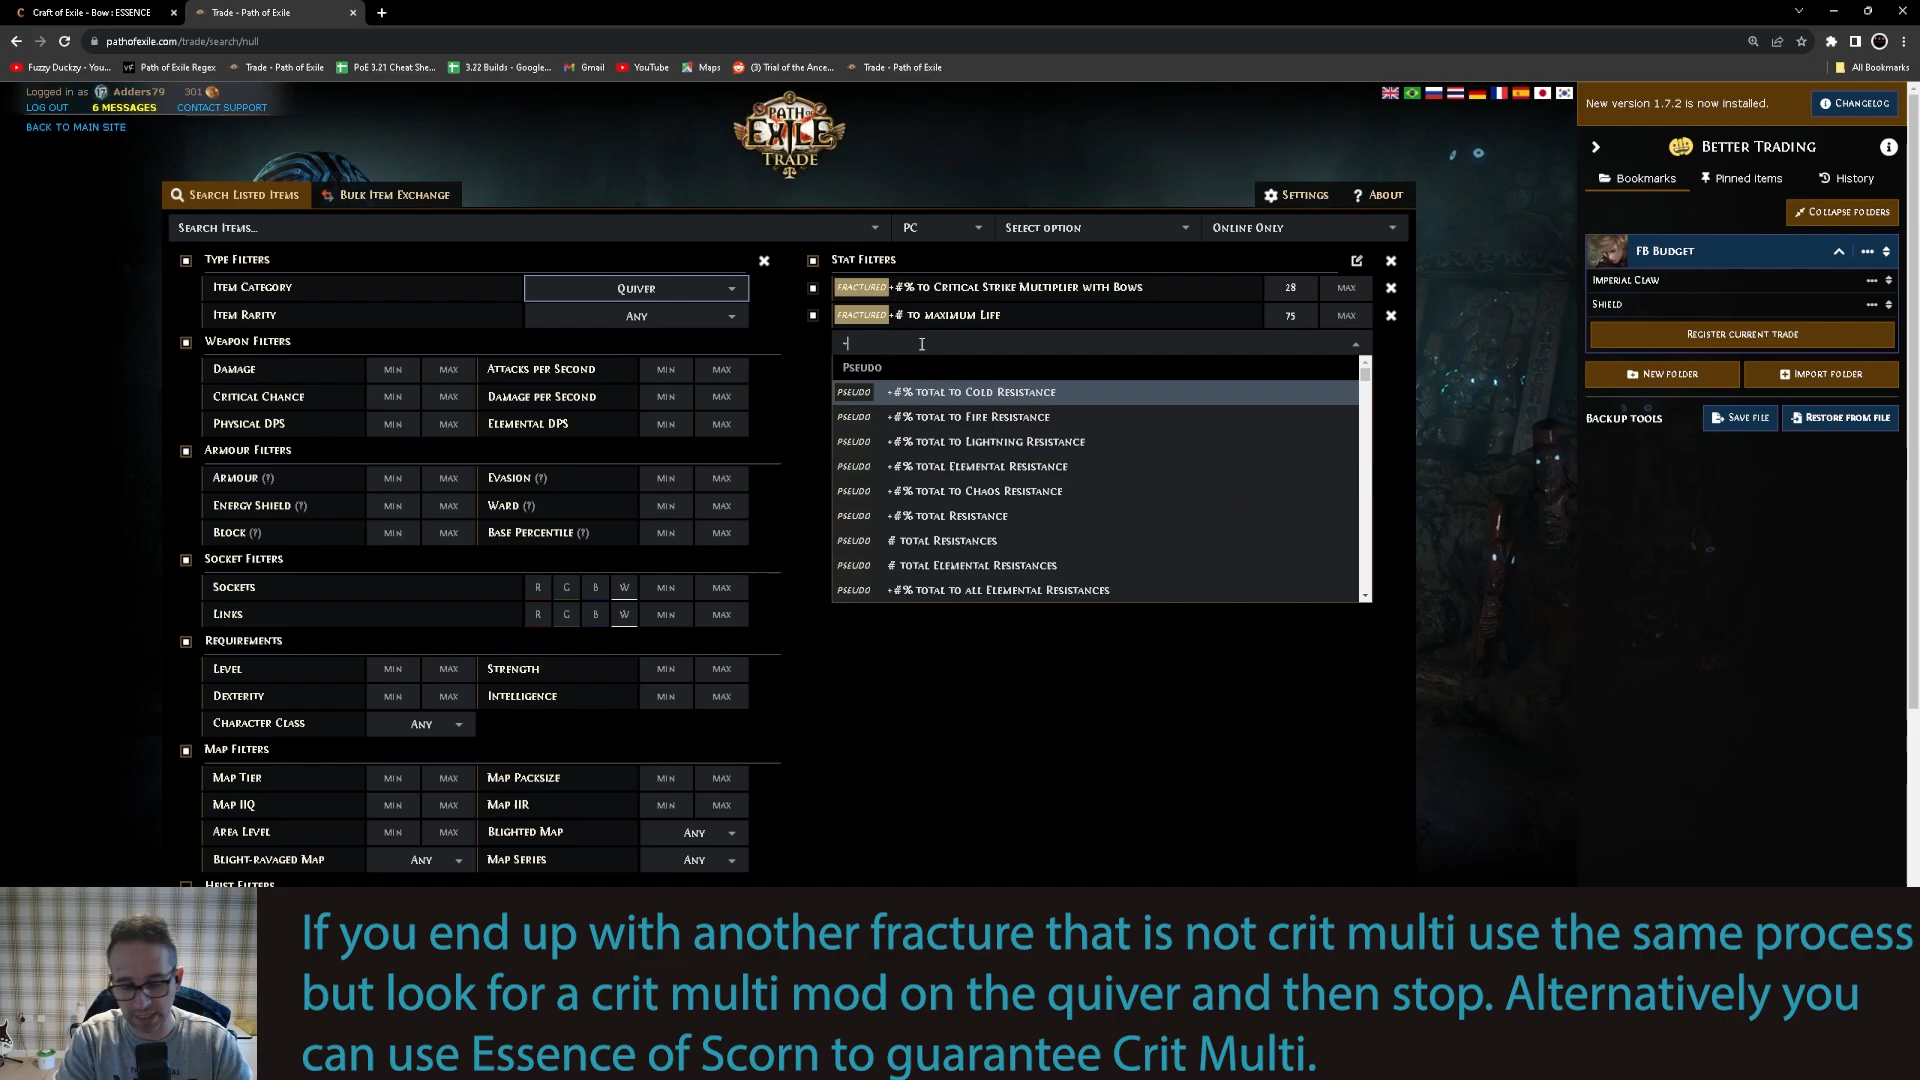 Craft of Exile - Bow : ESSENCE
Trade - Path of Exile
pathofexile.com/trade/search/null
Fuzzy Duckzy - You...
Path of Exile Regex
Trade - Path of Exile
PoE 3.21 Cheat She...
3.22 Builds - Google...
Gmail
YouTube
Maps
(3) Trial of the Ance...
Trade - Path of Exile
All Bookmarks
Logged in as Adders79 301
LOG OUT 6 MESSAGES CONTACT SUPPORT
BACK TO MAIN SITE
PATH OF EXILE TRADE
Search Listed Items
Bulk Item Exchange
Settings
? About
Search Items...
PC
Select option
Online Only
Type Filters
Item Category Quiver
Item Rarity Any
Weapon Filters
Damage MIN MAX Attacks per Second MIN MAX
Critical Chance MIN MAX Damage per Second MIN MAX
Physical DPS MIN MAX Elemental DPS MIN MAX
Armour Filters
Armour (?) MIN MAX Evasion (?) MIN MAX
Energy Shield (?) MIN MAX Ward (?) MIN MAX
Block (?) MIN MAX Base Percentile (?) MIN MAX
Socket Filters
Sockets R G B W MIN MAX
Links R G B W MIN MAX
Requirements
Level MIN MAX Strength MIN MAX
Dexterity MIN MAX Intelligence MIN MAX
Character Class Any
Map Filters
Map Tier MIN MAX Map Packsize MIN MAX
Map IIQ MIN MAX Map IIR MIN MAX
Area Level MIN MAX Blighted Map Any
Blight-ravaged Map Any Map Series Any
Heist Filters
Stat Filters
FRACTURED +#% to Critical Strike Multiplier with Bows 28 MAX
FRACTURED +# to maximum Life 75 MAX
Pseudo
PSEUDO +#% total to Cold Resistance
PSEUDO +#% total to Fire Resistance
PSEUDO +#% total to Lightning Resistance
PSEUDO +#% total Elemental Resistance
PSEUDO +#% total to Chaos Resistance
PSEUDO +#% total Resistance
PSEUDO # total Resistances
PSEUDO # total Elemental Resistances
PSEUDO +#% total to all Elemental Resistances
New version 1.7.2 is now installed.
Changelog
Better Trading
Bookmarks
Pinned items
History
Collapse folders
FB Budget
Imperial Claw
Shield
Register current trade
New folder
Import folder
Backup tools
Save file
Restore from file
If you end up with another fracture that is not crit multi use the same process
but look for a crit multi mod on the quiver and then stop. Alternatively you
can use Essence of Scorn to guarantee Crit Multi.